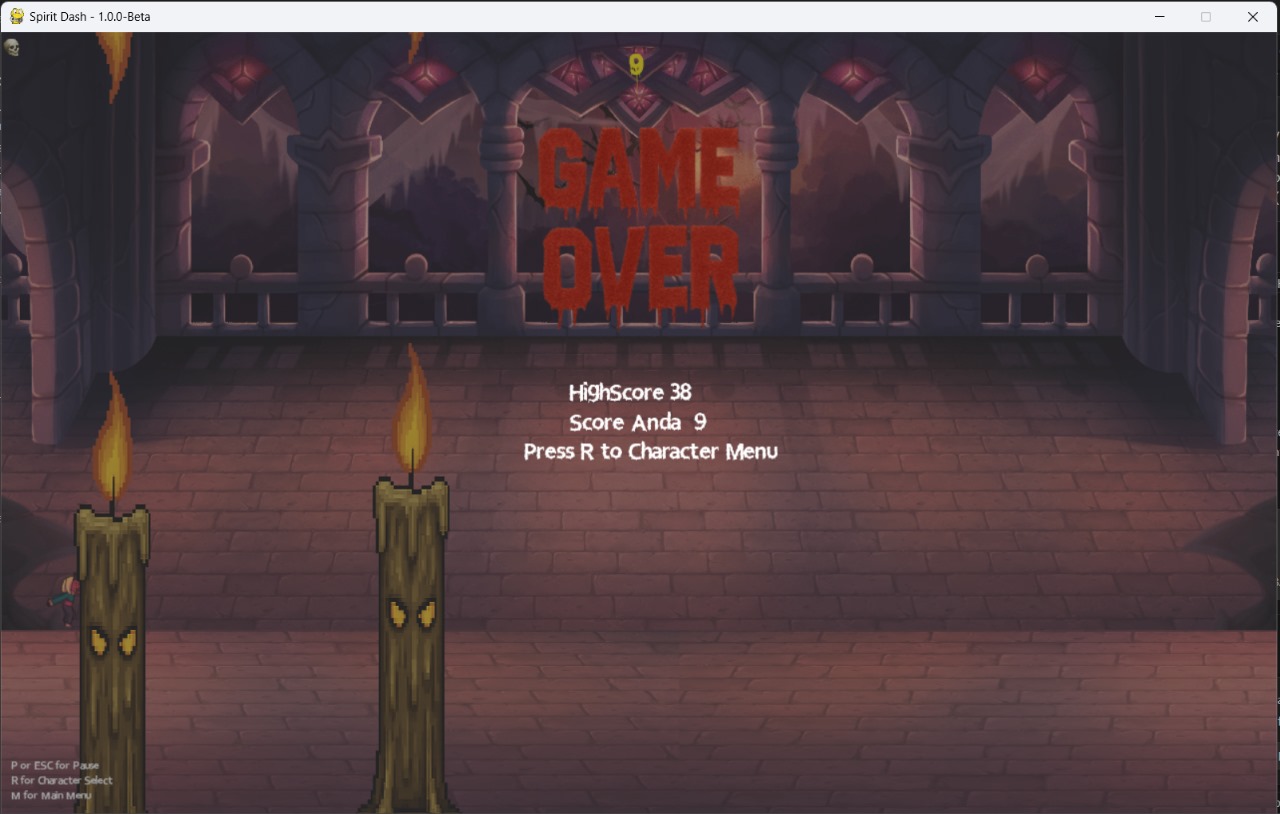 Spirit Dash - 1.0.0-Beta
9
GAME
OVER
HighScore 38
Score Anda 9
Press R to Character Menu
P or ESC for Pause
R for Character Select
M for Main Menu